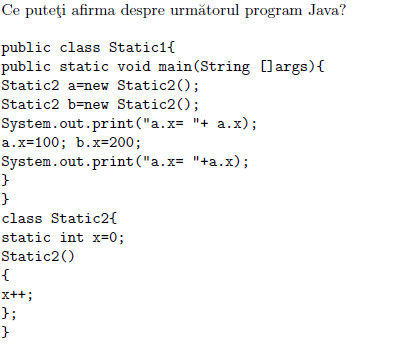 Ce puteţi afirma despre următorul program Java?
public class Static1{
public static void main(String []args){
Static2 a=new Static2();
Static2 b=new Static2();
System.out.print("a.x= "+ a.x);
a.x=100; b.x=200;
System.out.print("a.x= "+a.x);
}
}
class Static2{
static int x=0;
Static2()
{
x++;
};
}